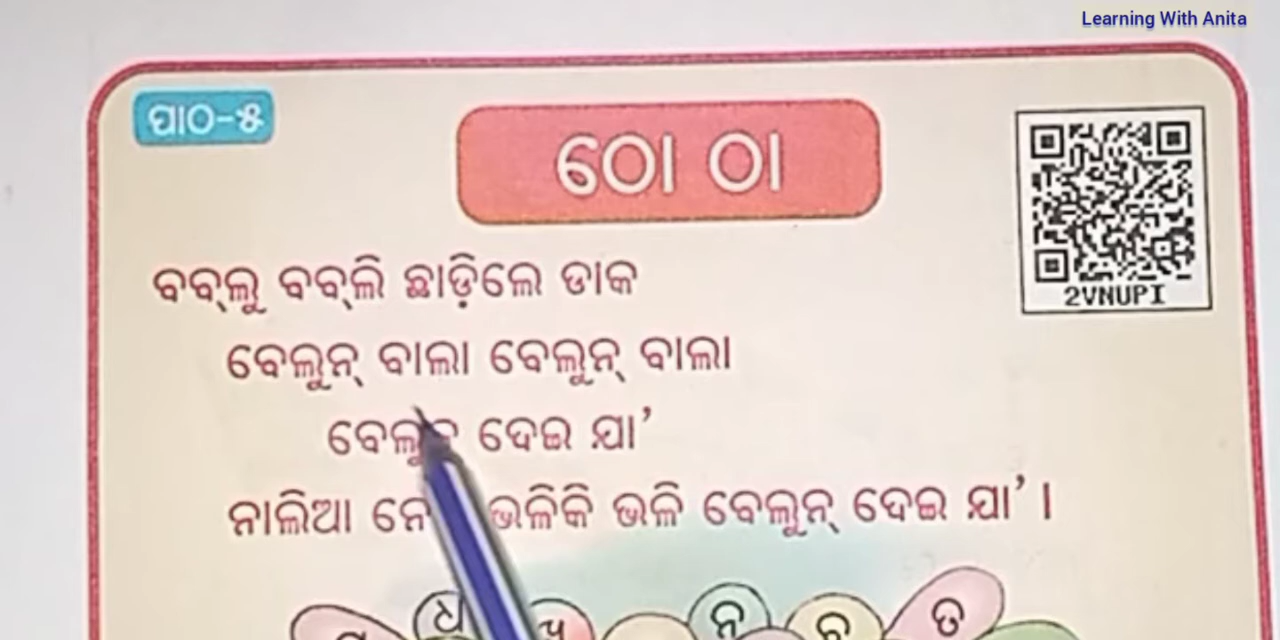 Learning With Anita
ପାଠ-୫
ଠୋ ଠା
2VNUPI
ବବ୍‌ଲୁ ବବ୍‌ଲି ଛାଡ଼ିଲେ ଡାକ
ବେଲୁନ୍ ବାଲା ବେଲୁନ୍ ବାଲା
ଦେଇ ଯା’
ନାଲିଆ ଭଳିକି ଭଳି ବେଲୁନ୍ ଦେଇ ଯା’ ।
ଧ ନ ବ ଡ